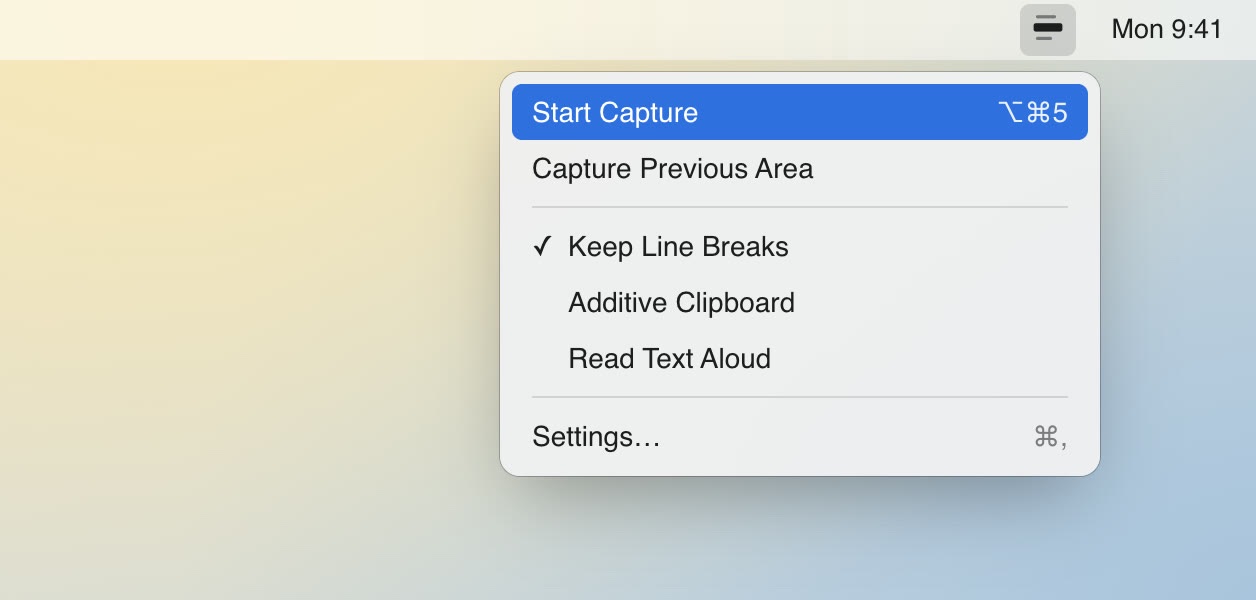 Mon 9:41
Start Capture ⌥⌘5
Capture Previous Area
✓ Keep Line Breaks
Additive Clipboard
Read Text Aloud
Settings… ⌘,